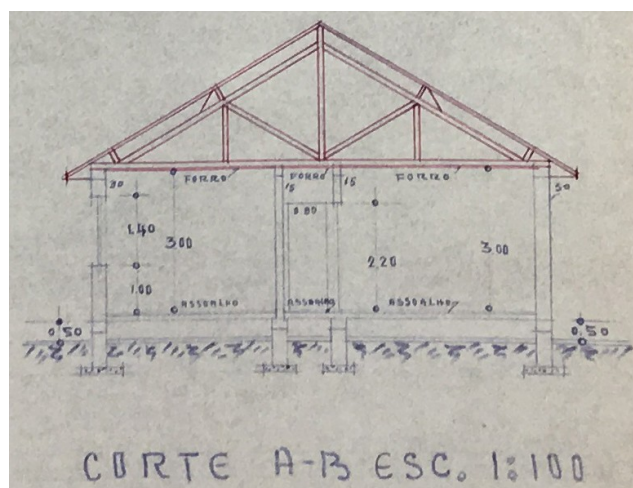 FORRO FORRO FORRO
30 15 15 50
0.80
1.40 3.00 2.20 3.00
1.00
ASSOALHO ASSOALHO ASSOALHO
0.50 0.50
CORTE A-B ESC. 1:100